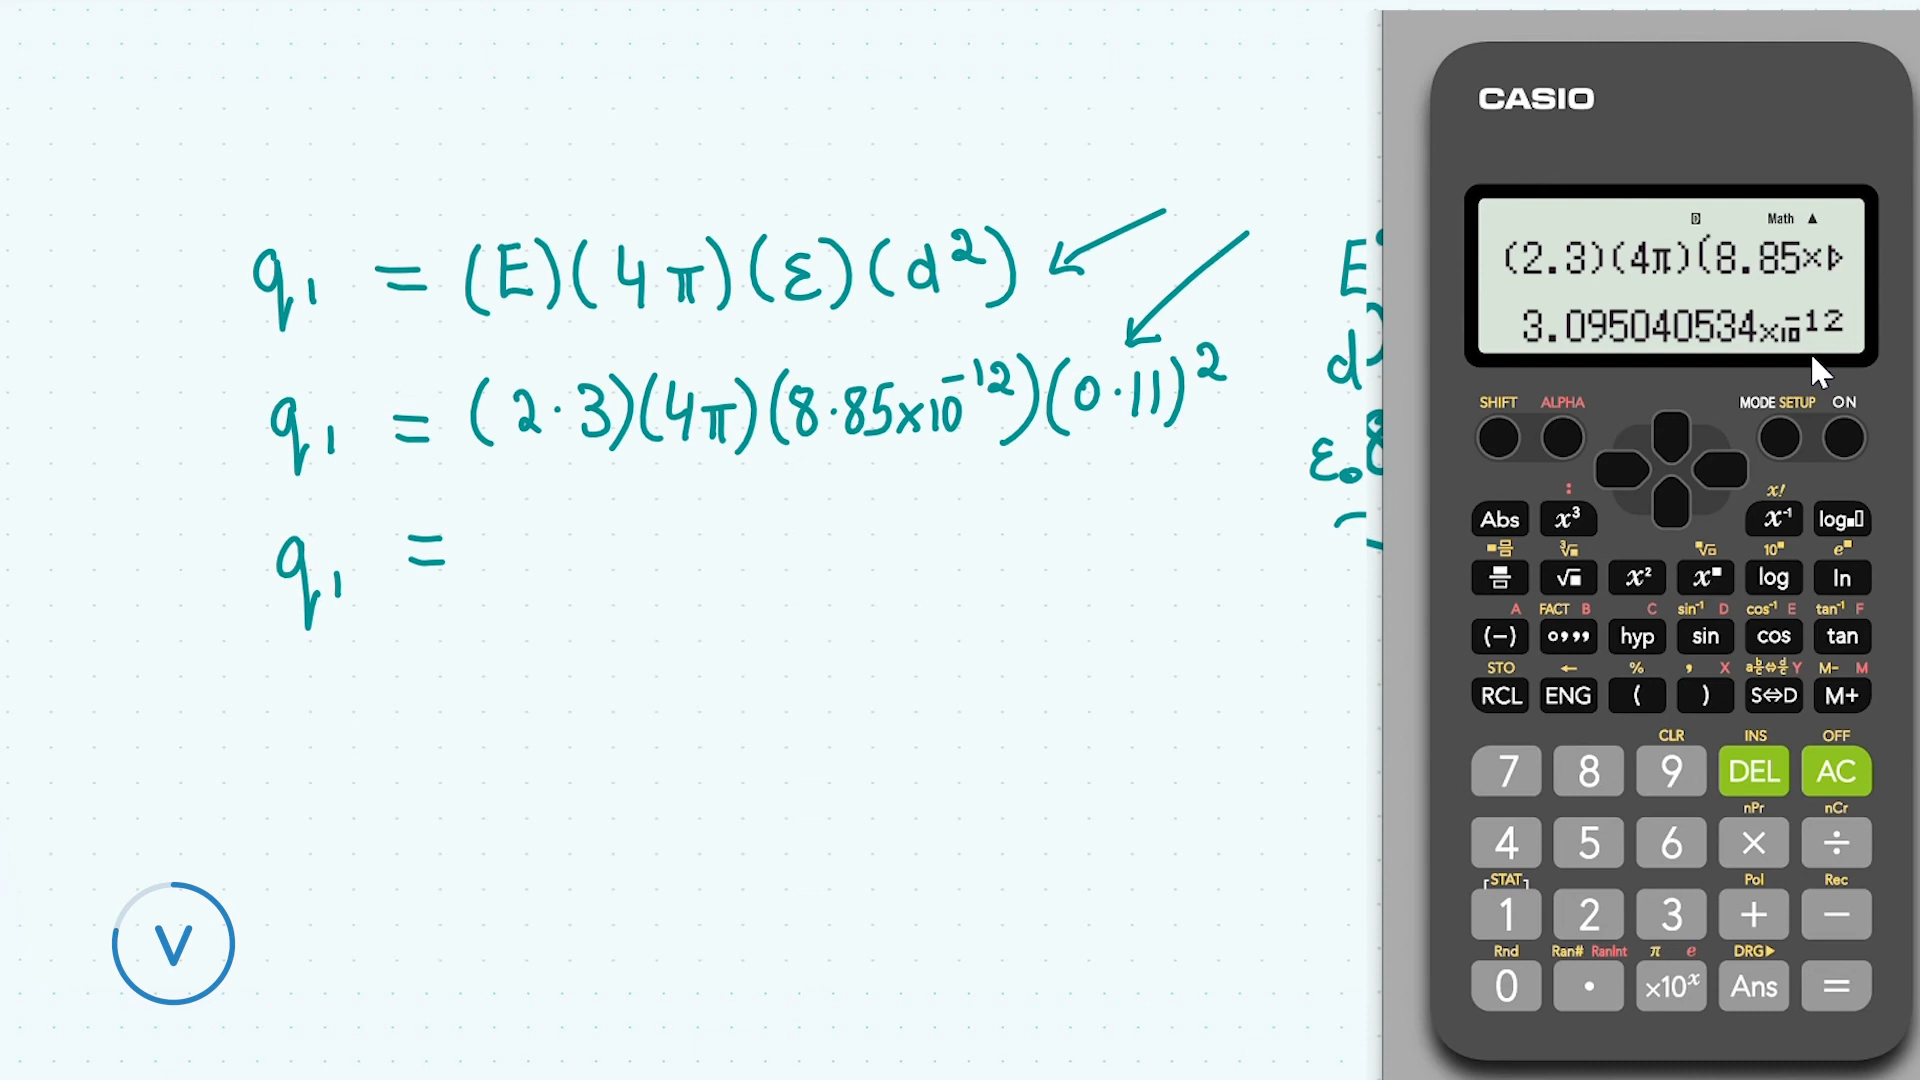 q₁ = (E)(4π)(ε)(d²)
q₁ = (2.3)(4π)(8.85×10⁻¹²)(0.11)²
q₁ =
E
d
ε₀ 8
V
CASIO
D Math ▲
(2.3)(4π)(8.85×
3.095040534×10⁻¹²
SHIFT ALPHA MODE SETUP ON
: x!
Abs x³ x⁻¹ log
10 e
√ x² x log ln
A FACT B C sin⁻¹ D cos⁻¹ E tan⁻¹ F
(−) o,,, hyp sin cos tan
STO ← % , X a b/c⇔d/c Y M− M
RCL ENG ( ) S⇔D M+
CLR INS OFF
7 8 9 DEL AC
nPr nCr
4 5 6 × ÷
STAT Pol Rec
1 2 3 + −
Rnd Ran# RanInt π e DRG▶
0 . ×10ˣ Ans =